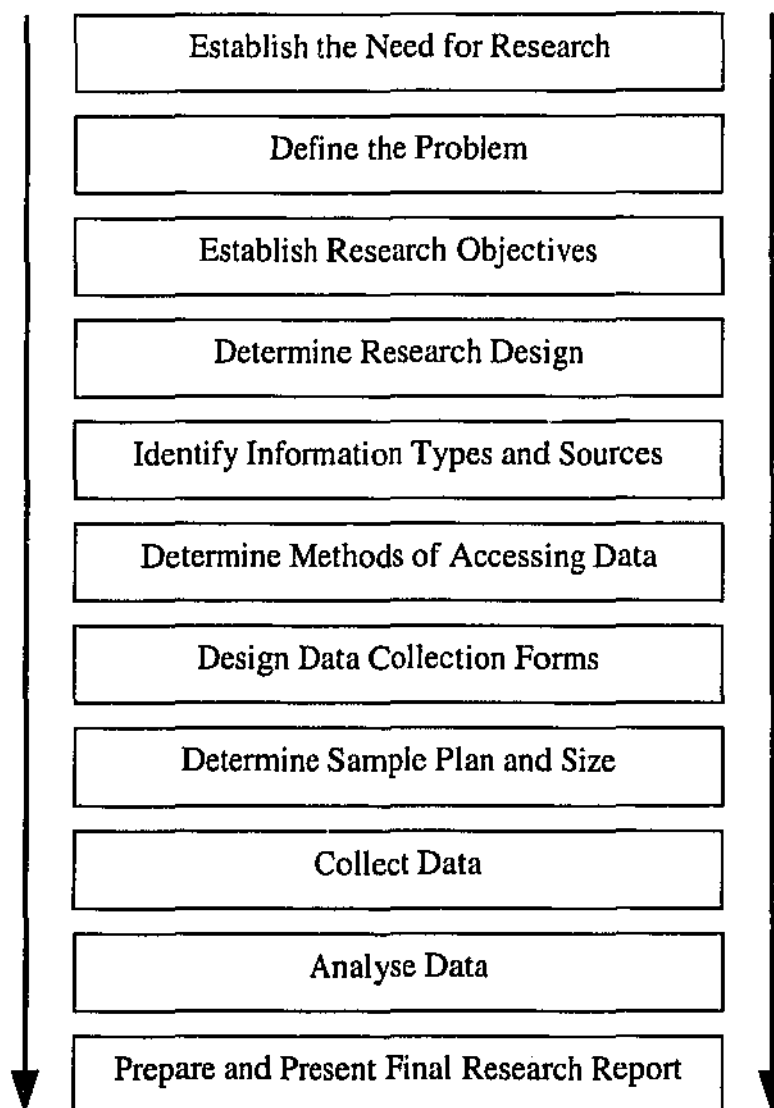 Establish the Need for Research
Define the Problem
Establish Research Objectives
Determine Research Design
Identify Information Types and Sources
Determine Methods of Accessing Data
Design Data Collection Forms
Determine Sample Plan and Size
Collect Data
Analyse Data
Prepare and Present Final Research Report